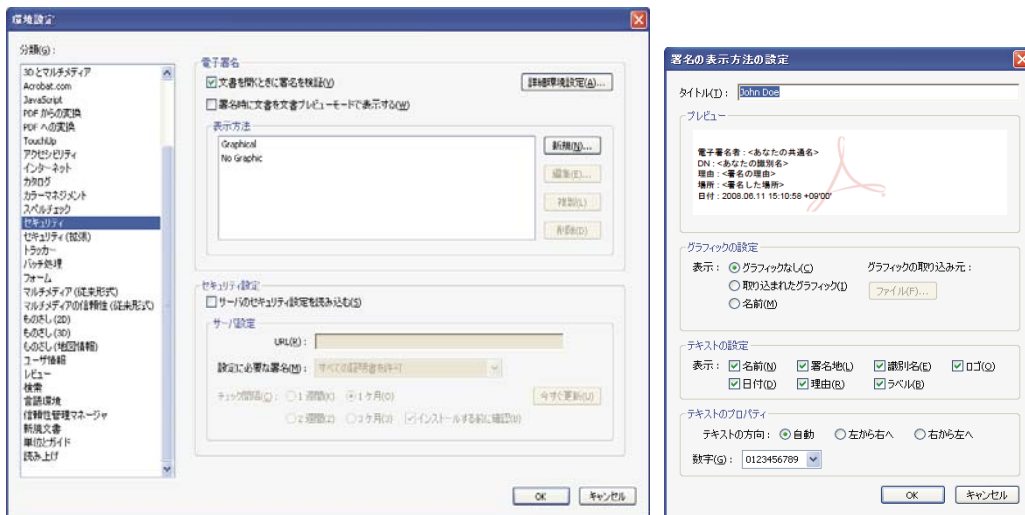 環境設定
分類(G):
3D とマルチメディア
Acrobat.com
JavaScript
PDF からの変換
PDF への変換
TouchUp
アクセシビリティ
インターネット
カタログ
カラーマネジメント
スペルチェック
セキュリティ
セキュリティ (拡張)
トラッカー
バッチ処理
フォーム
マルチメディア (従来形式)
マルチメディアの信頼性 (従来形式)
ものさし (2D)
ものさし (3D)
ものさし (地図情報)
ユーザ情報
レビュー
検索
言語環境
信頼性管理マネージャ
新規文書
単位とガイド
読み上げ
電子署名
文書を開くときに署名を検証(V)
詳細環境設定(A)...
署名時に文書を文書プレビューモードで表示する(W)
表示方法
Graphical
No Graphic
新規(N)...
編集(E)...
複製(L)
削除(D)
セキュリティ設定
サーバのセキュリティ設定を読み込む(S)
サーバ設定
URL(R):
設定に必要な署名(M): すべての証明書を許可
チェック間隔(C): 1 週間(K) 1 ケ月(O) 今すぐ更新(U)
2 週間(2) 3 ケ月(3) インストールする前に確認(B)
OK キャンセル
署名の表示方法の設定
タイトル(T): John Doe
プレビュー
電子署名者 : <あなたの共通名>
DN : <あなたの識別名>
理由 : <署名の理由>
場所 : <署名した場所>
日付 : 2008.06.11 15:10:58 +09'00'
グラフィックの設定
表示: グラフィックなし(C) グラフィックの取り込み元:
取り込まれたグラフィック(I) ファイル(F)...
名前(M)
テキストの設定
表示: 名前(N) 署名地(L) 識別名(E) ロゴ(O)
日付(D) 理由(R) ラベル(B)
テキストのプロパティ
テキストの方向: 自動 左から右へ 右から左へ
数字(G): 0123456789
OK キャンセル